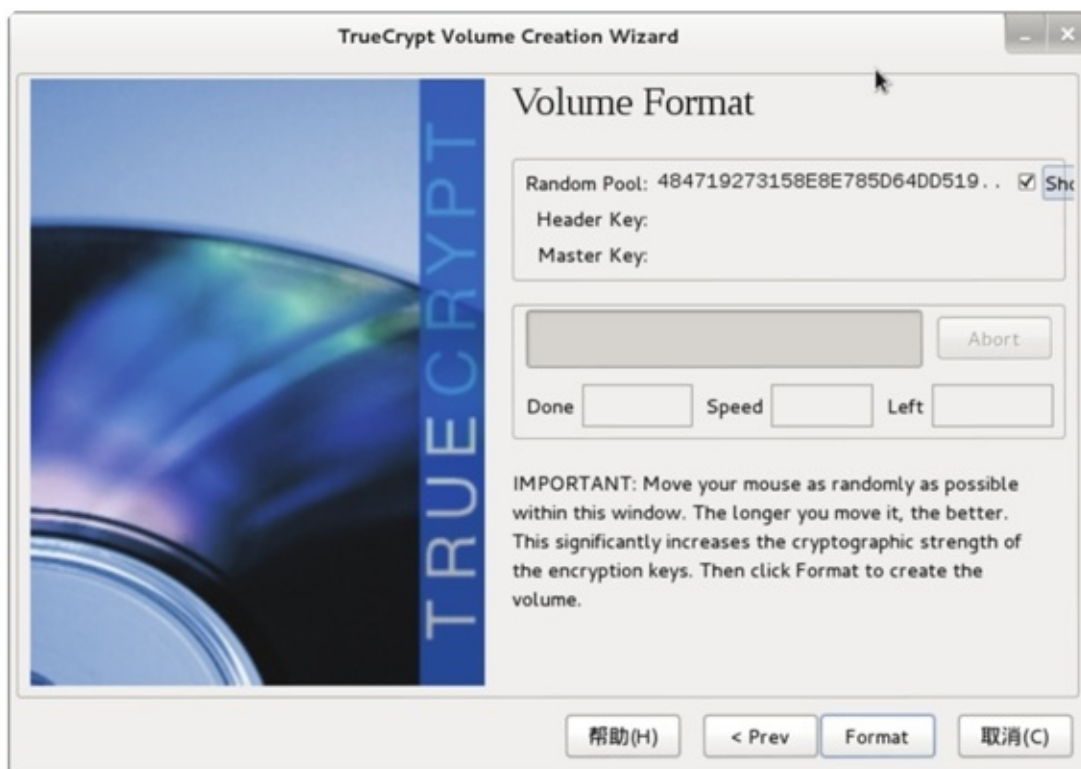 TrueCrypt Volume Creation Wizard
TRUECRYPT
Volume Format
Random Pool: 484719273158E8E785D64DD519.. Sho
Header Key:
Master Key:
Abort
Done Speed Left
IMPORTANT: Move your mouse as randomly as possible
within this window. The longer you move it, the better.
This significantly increases the cryptographic strength of
the encryption keys. Then click Format to create the
volume.
帮助(H) < Prev Format 取消(C)